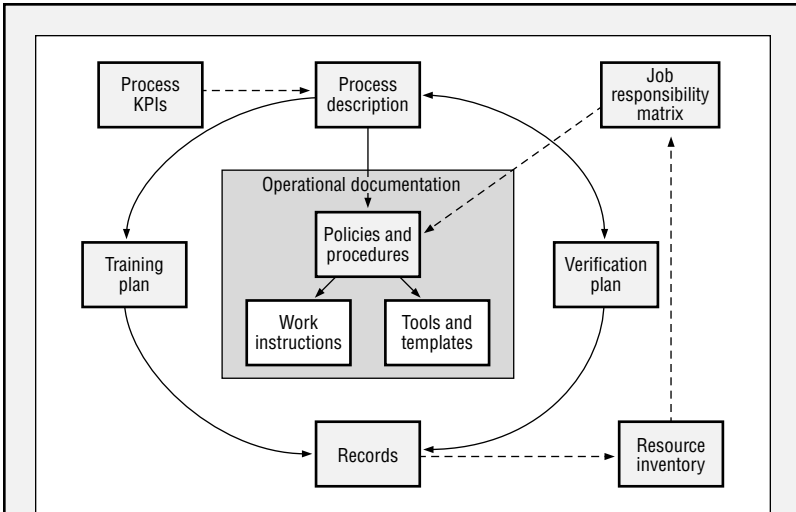 Process
KPIs
Process
description
Job
responsibility
matrix
Operational documentation
Policies and
procedures
Training
plan
Verification
plan
Work
instructions
Tools and
templates
Records
Resource
inventory